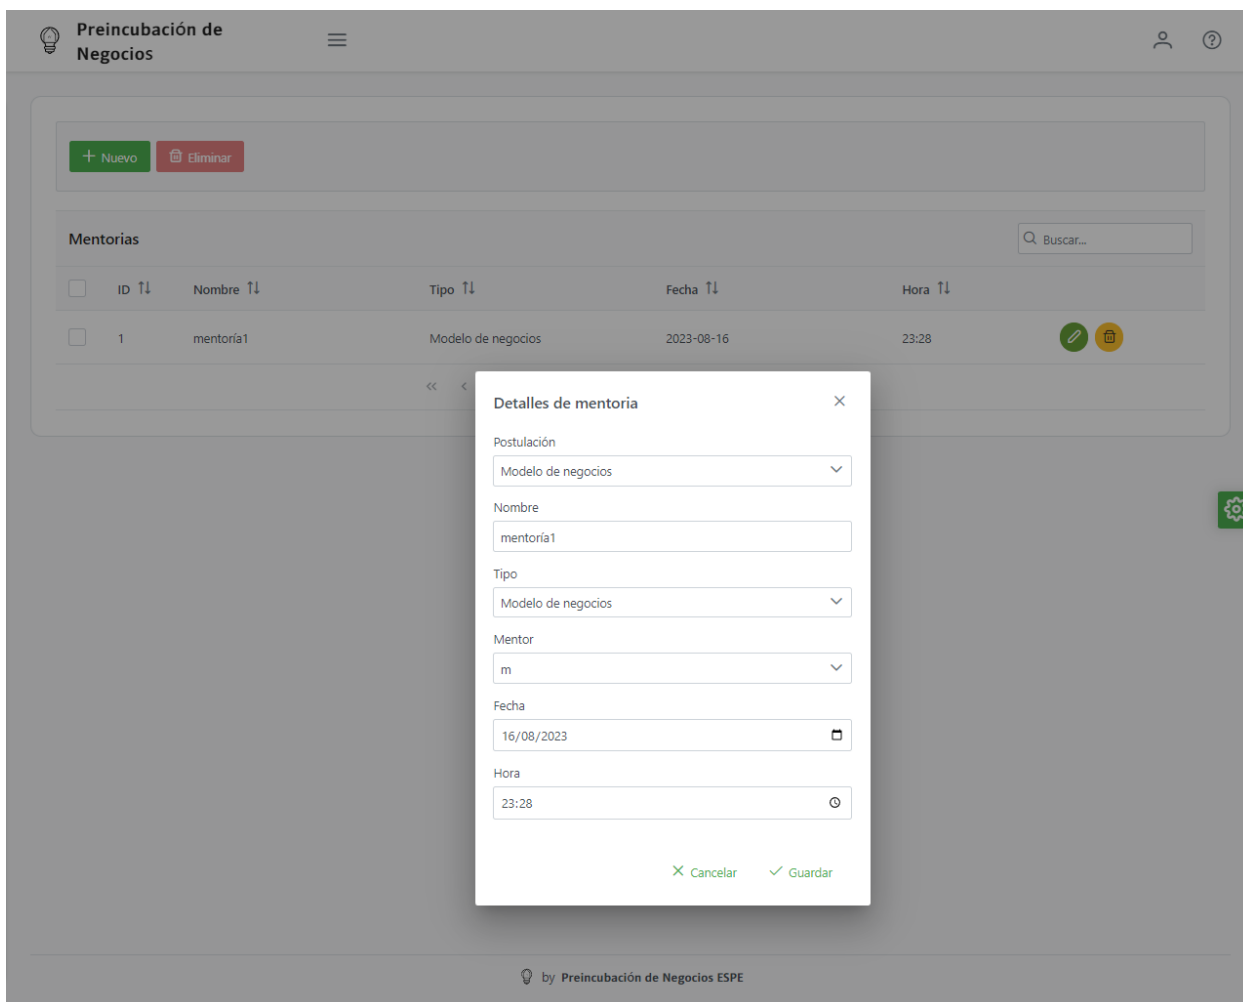 Preincubación de
Negocios
Nuevo
Eliminar
Mentorias
Buscar...
ID Nombre Tipo Fecha Hora
1 mentoría1 Modelo de negocios 2023-08-16 23:28
Detalles de mentoria
Postulación
Modelo de negocios
Nombre
mentoría1
Tipo
Modelo de negocios
Mentor
m
Fecha
16/08/2023
Hora
23:28
Cancelar Guardar
by Preincubación de Negocios ESPE